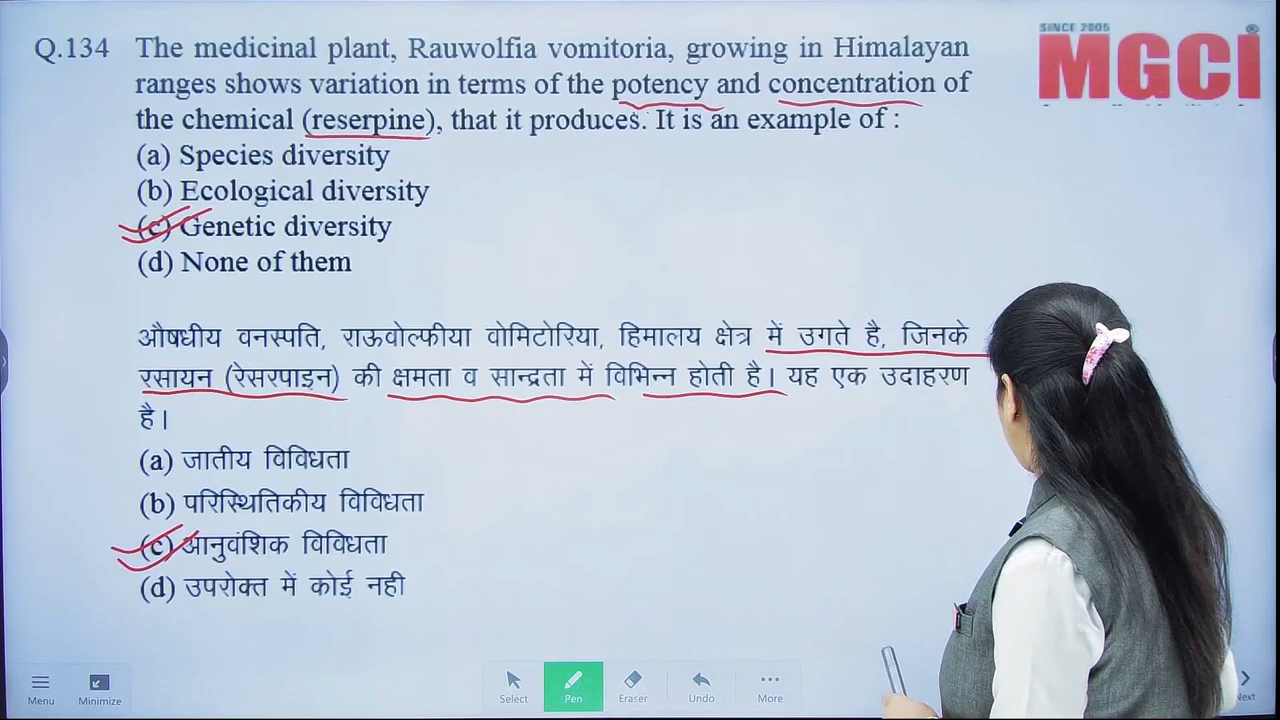 SINCE 2005
MGCI
Q.134 The medicinal plant, Rauwolfia vomitoria, growing in Himalayan
ranges shows variation in terms of the potency and concentration of
the chemical (reserpine), that it produces. It is an example of :
(a) Species diversity
(b) Ecological diversity
(c) Genetic diversity
(d) None of them
औषधीय वनस्पति, राऊवोल्फीया वोमिटोरिया, हिमालय क्षेत्र में उगते है, जिनके
रसायन (रेसरपाइन) की क्षमता व सान्द्रता में विभिन्न होती है। यह एक उदाहरण
है।
(a) जातीय विविधता
(b) परिस्थितिकीय विविधता
(c) आनुवंशिक विविधता
(d) उपरोक्त में कोई नही
Menu Minimize Select Pen Eraser Undo More Next